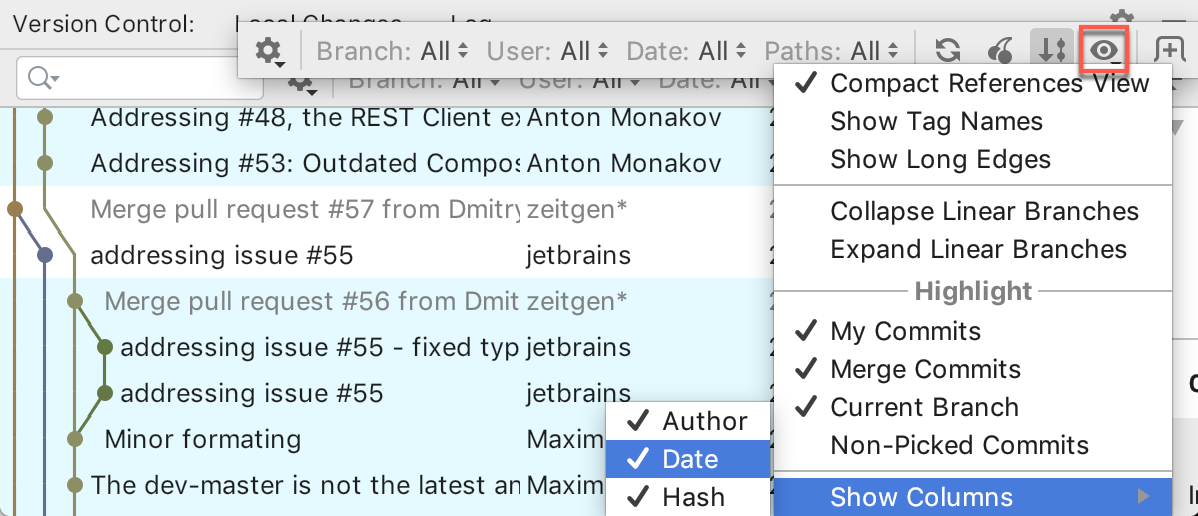 Version Control: Local Changes Log
Branch: All User: All Date: All Paths: All
Branch: All User: All Date: All
Addressing #48, the REST Client ex Anton Monakov
Addressing #53: Outdated Compos Anton Monakov
Merge pull request #57 from Dmitry zeitgen*
addressing issue #55 jetbrains
Merge pull request #56 from Dmit zeitgen*
addressing issue #55 - fixed typ jetbrains
addressing issue #55 jetbrains
Minor formating Maxim
The dev-master is not the latest an Maxim
Compact References View
Show Tag Names
Show Long Edges
Collapse Linear Branches
Expand Linear Branches
Highlight
My Commits
Merge Commits
Current Branch
Non-Picked Commits
Show Columns
Author
Date
Hash